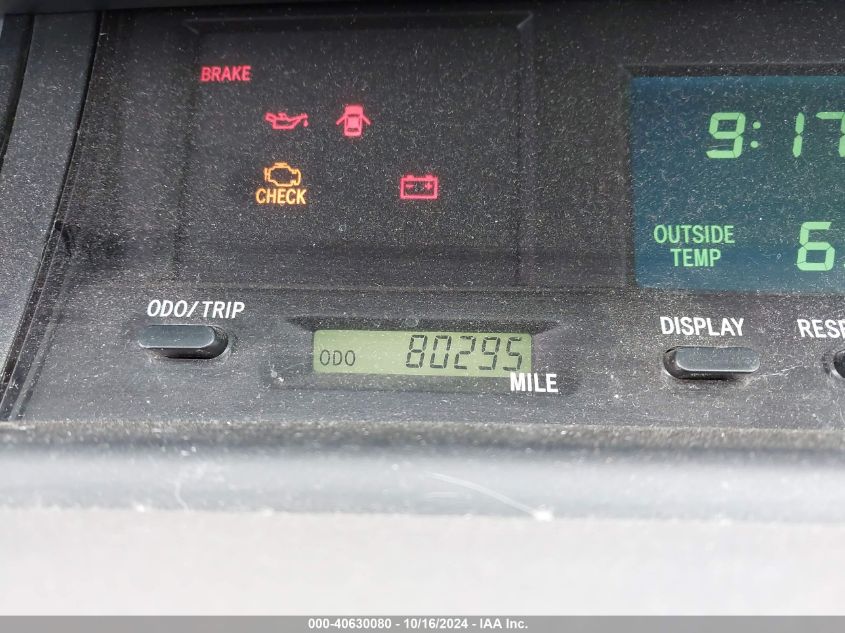 BRAKE
9:17
CHECK
OUTSIDE
TEMP
ODO/TRIP
DISPLAY
ODO 80295
MILE
000-40630080 - 10/16/2024 - IAA Inc.